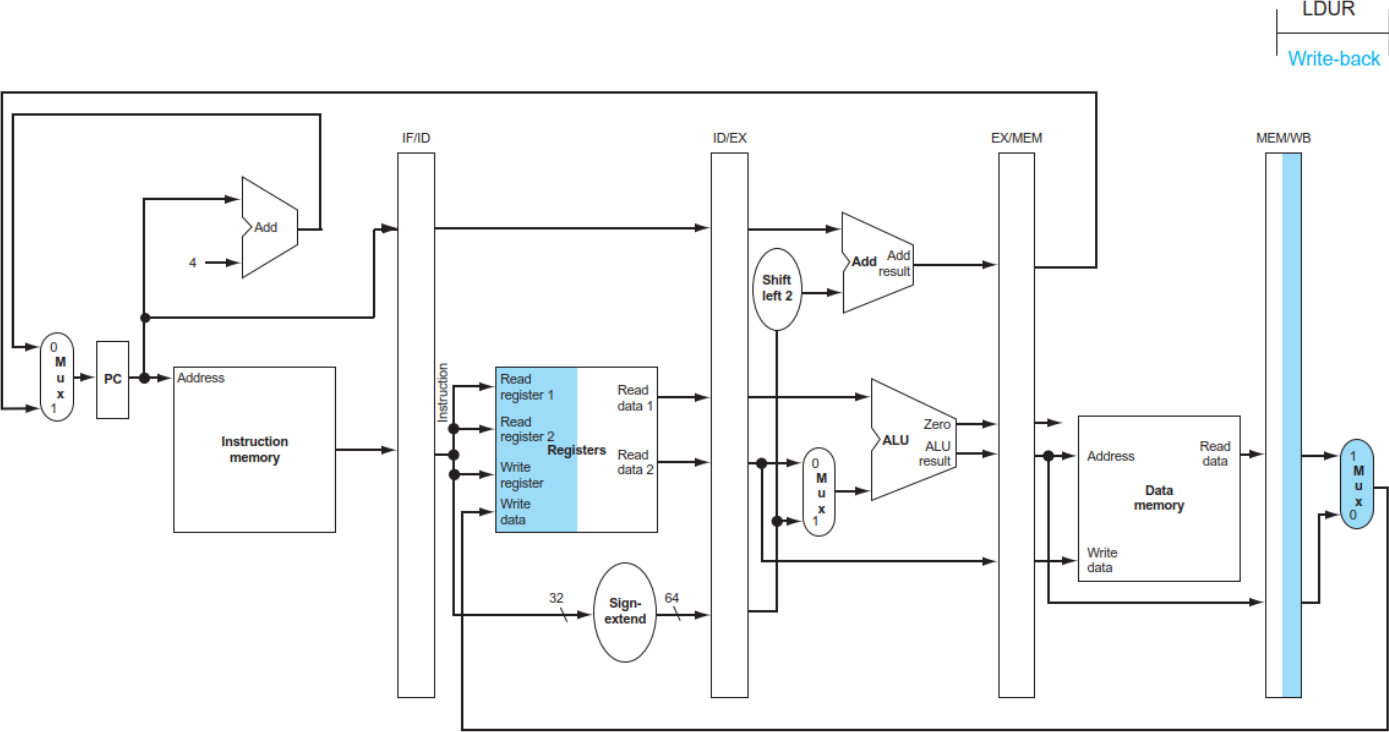 LDUR
Write-back
IF/ID
ID/EX
EX/MEM
MEM/WB
Add
4
Add
Add
result
Shift
left 2
0
M
u
x
1
PC
Address
Instruction
memory
Instruction
Read
register 1
Read
register 2
Write
register
Write
data
Registers
Read
data 1
Read
data 2
0
M
u
x
1
ALU
Zero
ALU
result
Address
Read
data
Data
memory
Write
data
1
M
u
x
0
32
Sign-
extend
64